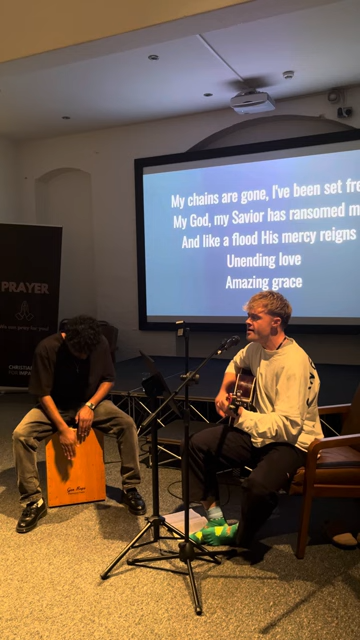 My chains are gone, I've been set fre
My God, my Savior has ransomed m
And like a flood His mercy reigns
Unending love
Amazing grace
PRAYER